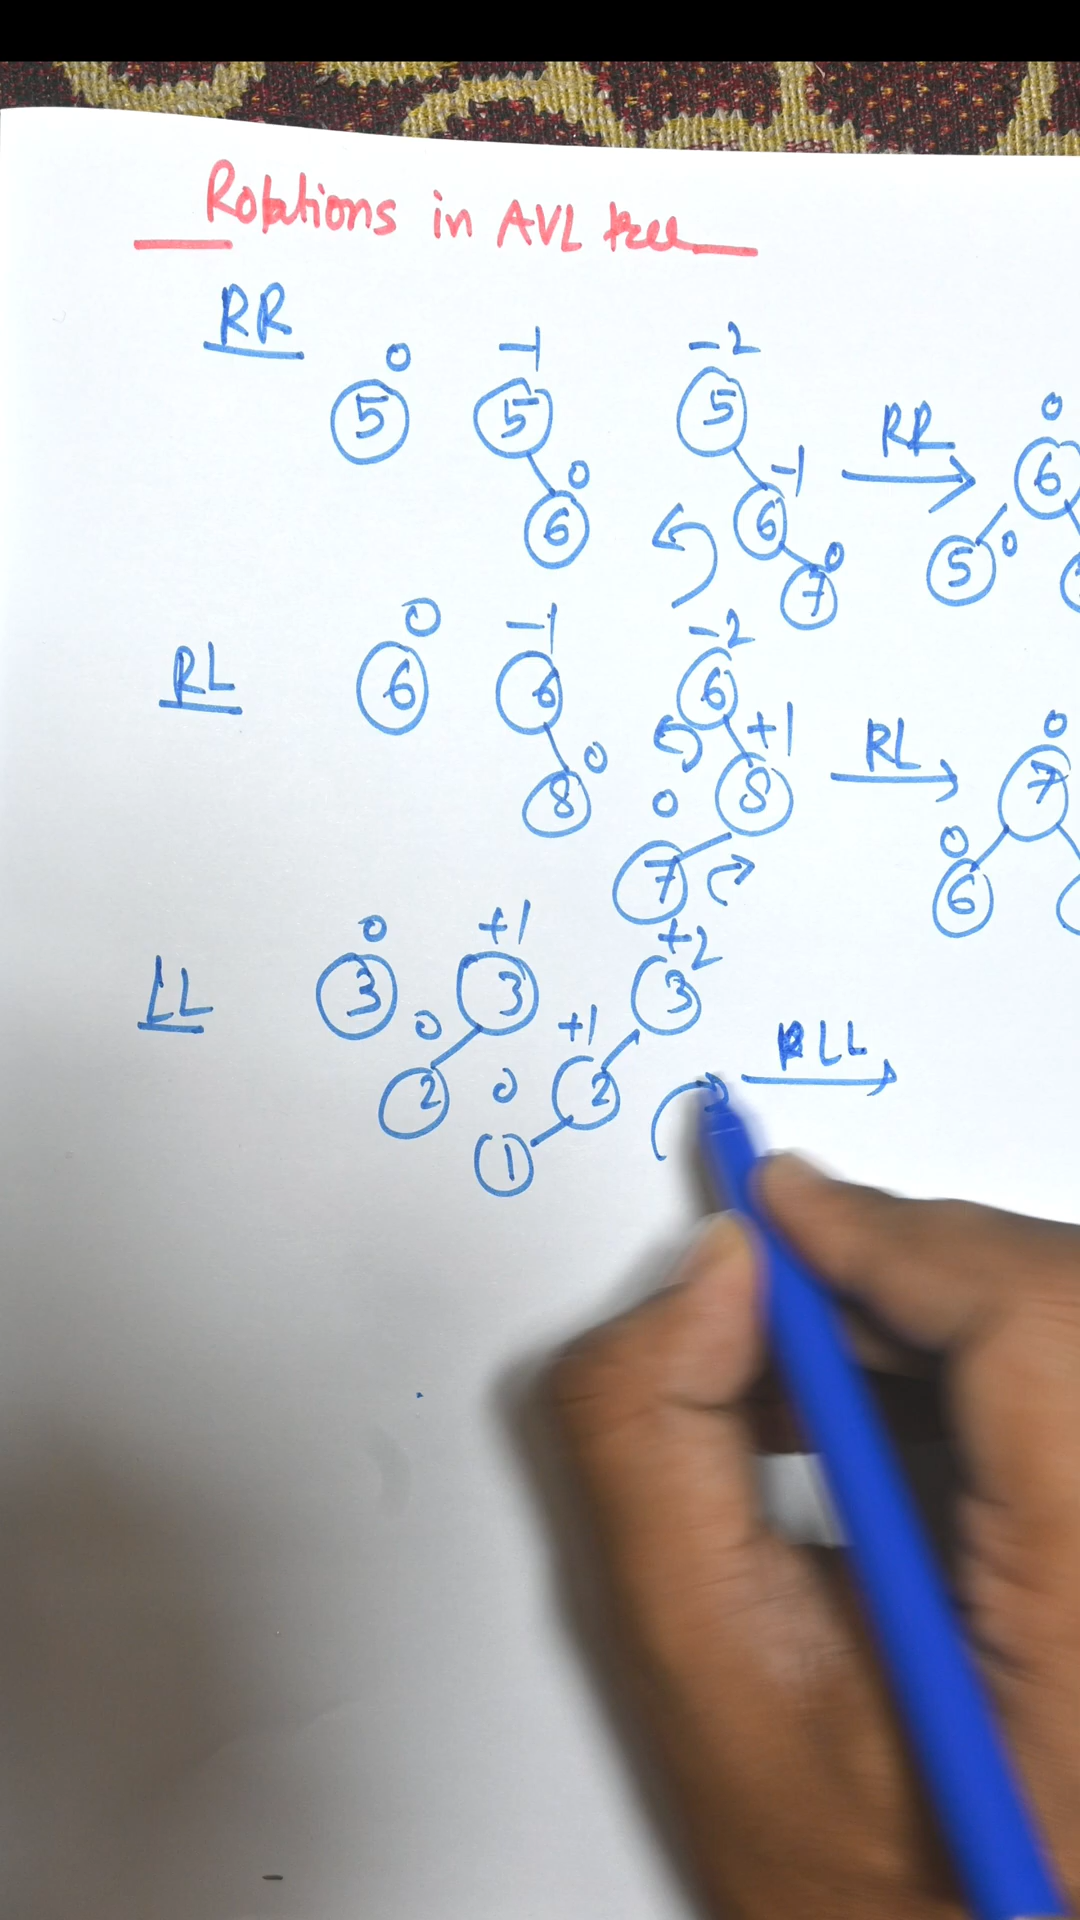 Rotations in AVL tree
RR
0 -1 -2
5 5 5 RR 0
0 -1 6
6 6 0 5 0
7
RL
0 -1 -2
6 6 6 RL 0
0 +1 7
8 0 8 0
7 6
LL
0 +1 +2
3 3 3 LL
0 +1
2 0 2
1